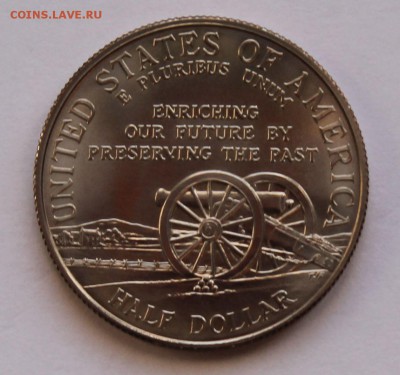 COINS.LAVE.RU
UNITED STATES OF AMERICA
E PLURIBUS UNUM
ENRICHING
OUR FUTURE BY
PRESERVING THE PAST
HALF DOLLAR